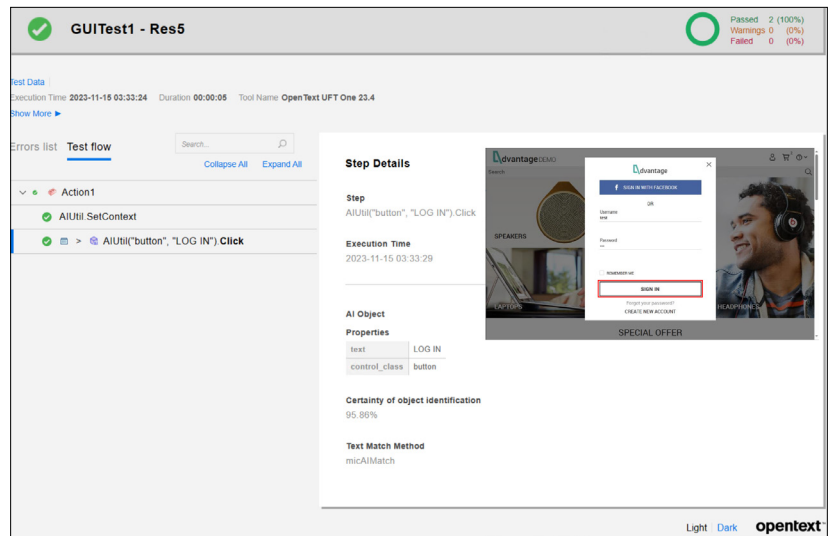 GUITest1 - Res5
Passed 2 (100%)
Warnings 0 (0%)
Failed 0 (0%)
Test Data
Execution Time 2023-11-15 03:33:24 Duration 00:00:05 Tool Name OpenText UFT One 23.4
Show More ►
Errors list Test flow
Search...
Collapse All Expand All
Action1
AIUtil.SetContext
> AIUtil("button", "LOG IN").Click
Step Details
Step
AIUtil("button", "LOG IN").Click
Execution Time
2023-11-15 03:33:29
AI Object
Properties
text LOG IN
control_class button
Certainty of object identification
95.86%
Text Match Method
micAIMatch
dvantage DEMO
Search
SPEAKERS
LAPTOPS
HEADPHONES
SPECIAL OFFER
dvantage
SIGN IN WITH FACEBOOK
OR
Username
Password
REMEMBER ME
SIGN IN
Forgot your password?
CREATE NEW ACCOUNT
Light Dark opentext